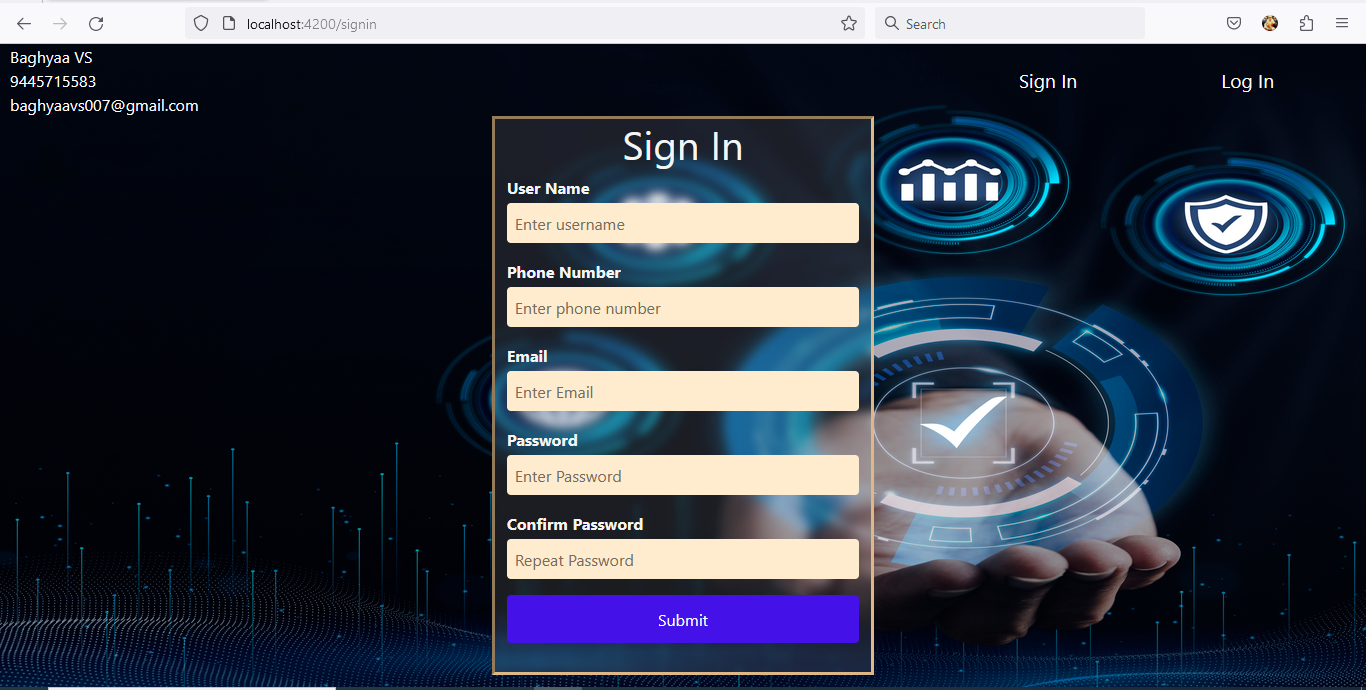 localhost:4200/signin
Search
Baghyaa VS
9445715583
baghyaavs007@gmail.com
Sign In
Log In
Sign In
User Name
Enter username
Phone Number
Enter phone number
Email
Enter Email
Password
Enter Password
Confirm Password
Repeat Password
Submit